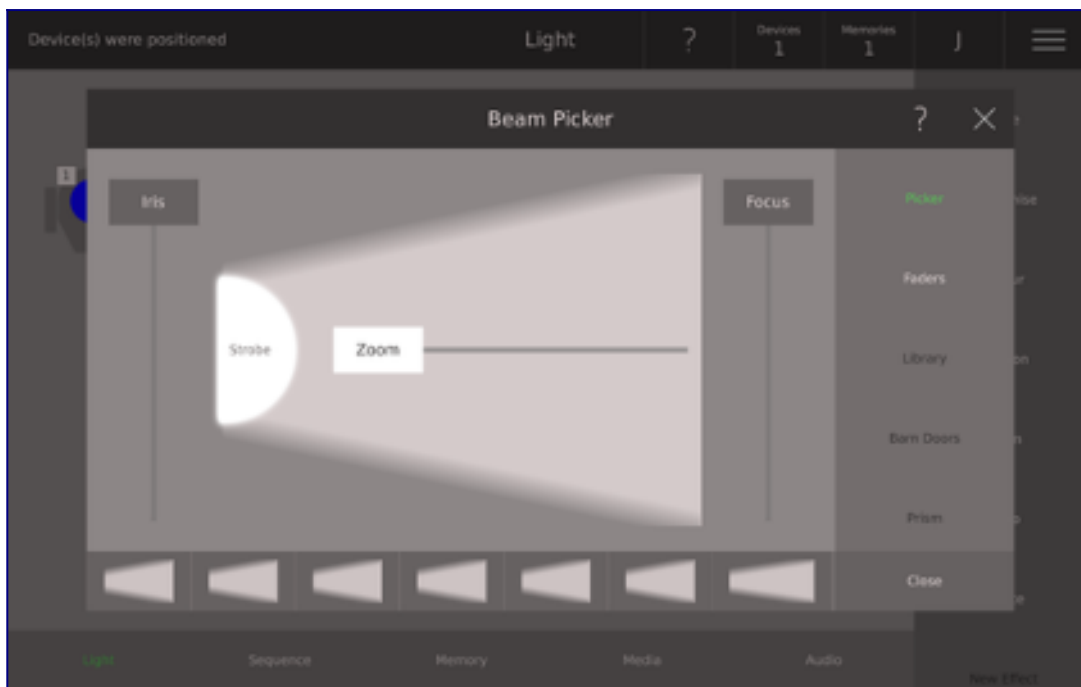 Device(s) were positioned
Light
?
Devices
1
Memories
1
J
Beam Picker
?
1
Iris
Focus
Picker
Strobe
Zoom
Faders
Library
Barn Doors
Prism
Close
Light
Sequence
Memory
Media
Audio
New Effect